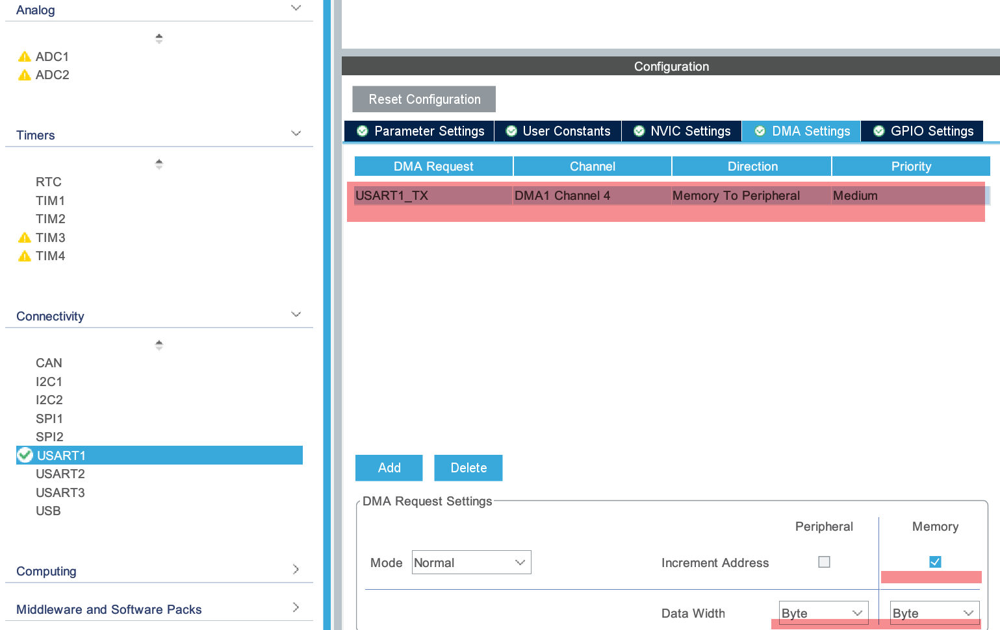 Analog
ADC1
ADC2
Timers
RTC
TIM1
TIM2
TIM3
TIM4
Connectivity
CAN
I2C1
I2C2
SPI1
SPI2
USART1
USART2
USART3
USB
Computing
Middleware and Software Packs
Configuration
Reset Configuration
Parameter Settings User Constants NVIC Settings DMA Settings GPIO Settings
DMA Request Channel Direction Priority
USART1_TX DMA1 Channel 4 Memory To Peripheral Medium
Add Delete
DMA Request Settings
Peripheral Memory
Mode Normal Increment Address
Data Width Byte Byte